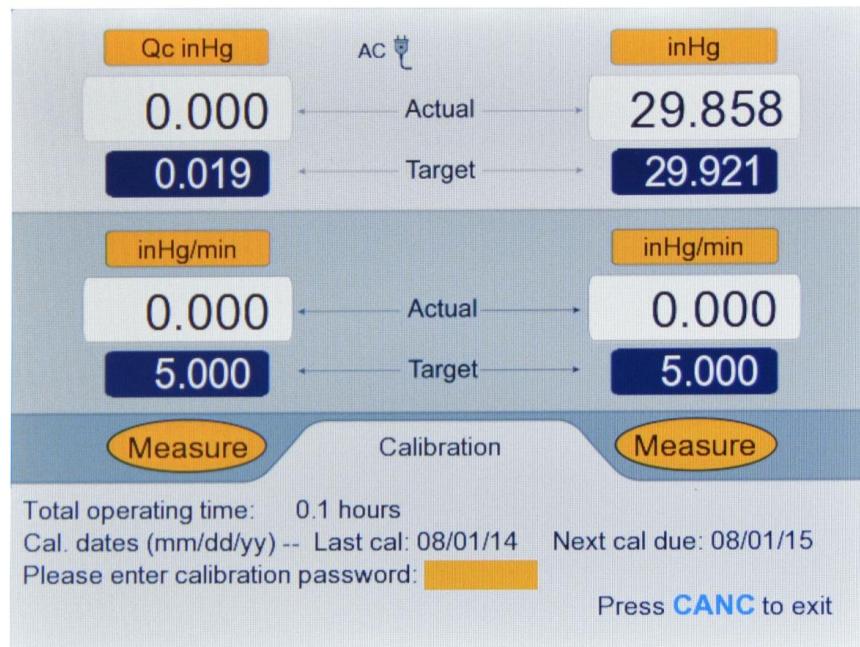 Qc inHg AC inHg
0.000 Actual 29.858
0.019 Target 29.921
inHg/min inHg/min
0.000 Actual 0.000
5.000 Target 5.000
Measure Calibration Measure
Total operating time: 0.1 hours
Cal. dates (mm/dd/yy) -- Last cal: 08/01/14 Next cal due: 08/01/15
Please enter calibration password:
Press CANC to exit